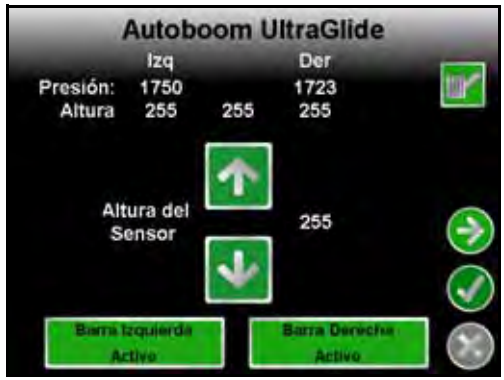 Autoboom UltraGlide
Izq Der
Presión: 1750 1723
Altura 255 255 255
Altura del 255
Sensor
Barra Izquierda Barra Derecha
Activo Activo